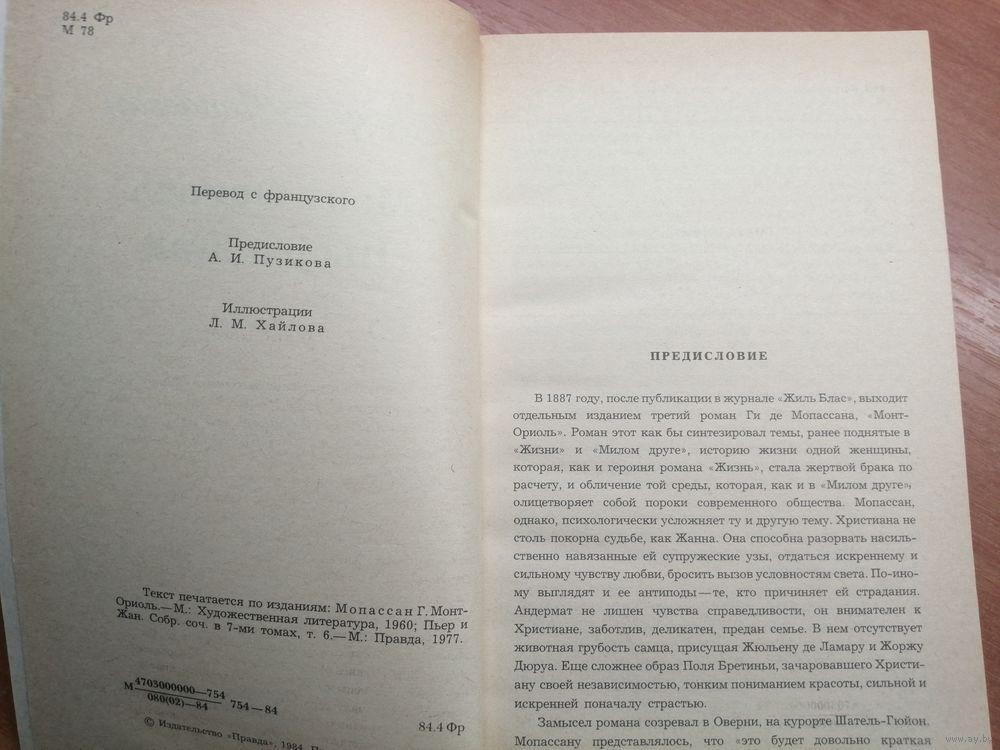 84.4 Фр
М 78
Перевод с французского
Предисловие
А. И. Пузикова
Иллюстрации
Л. М. Хайлова
Текст печатается по изданиям: Мопассан Г. Монт-
Ориоль.—М.: Художественная литература, 1960; Пьер и
Жан. Собр. соч. в 7-ми томах, т. 6.—М.: Правда, 1977.
М 4703000000—754
080(02)—84
754—84
84.4 Фр
© Издательство «Правда», 1984.
ПРЕДИСЛОВИЕ
В 1887 году, после публикации в журнале «Жиль Блас», выходит
отдельным изданием третий роман Ги де Мопассана, «Монт-
Ориоль». Роман этот как бы синтезировал темы, ранее поднятые в
«Жизни» и «Милом друге», историю жизни одной женщины,
которая, как и героиня романа «Жизнь», стала жертвой брака по
расчету, и обличение той среды, которая, как и в «Милом друге»,
олицетворяет собой пороки современного общества. Мопассан,
однако, психологически усложняет ту и другую тему. Христиана не
столь покорна судьбе, как Жанна. Она способна разорвать насиль-
ственно навязанные ей супружеские узы, отдаться искреннему и
сильному чувству любви, бросить вызов условностям света. По-ино-
му выглядят и ее антиподы—те, кто причиняет ей страдания.
Андермат не лишен чувства справедливости, он внимателен к
Христиане, заботлив, деликатен, предан семье. В нем отсутствует
животная грубость самца, присущая Жюльену де Ламару и Жоржу
Дюруа. Еще сложнее образ Поля Бретиньи, зачаровавшего Христи-
ану своей независимостью, тонким пониманием красоты, сильной и
искренней поначалу страстью.
Замысел романа созревал в Оверни, на курорте Шатель-Гюйон.
Мопассану представлялось, что «это будет довольно краткая
www.ay.by